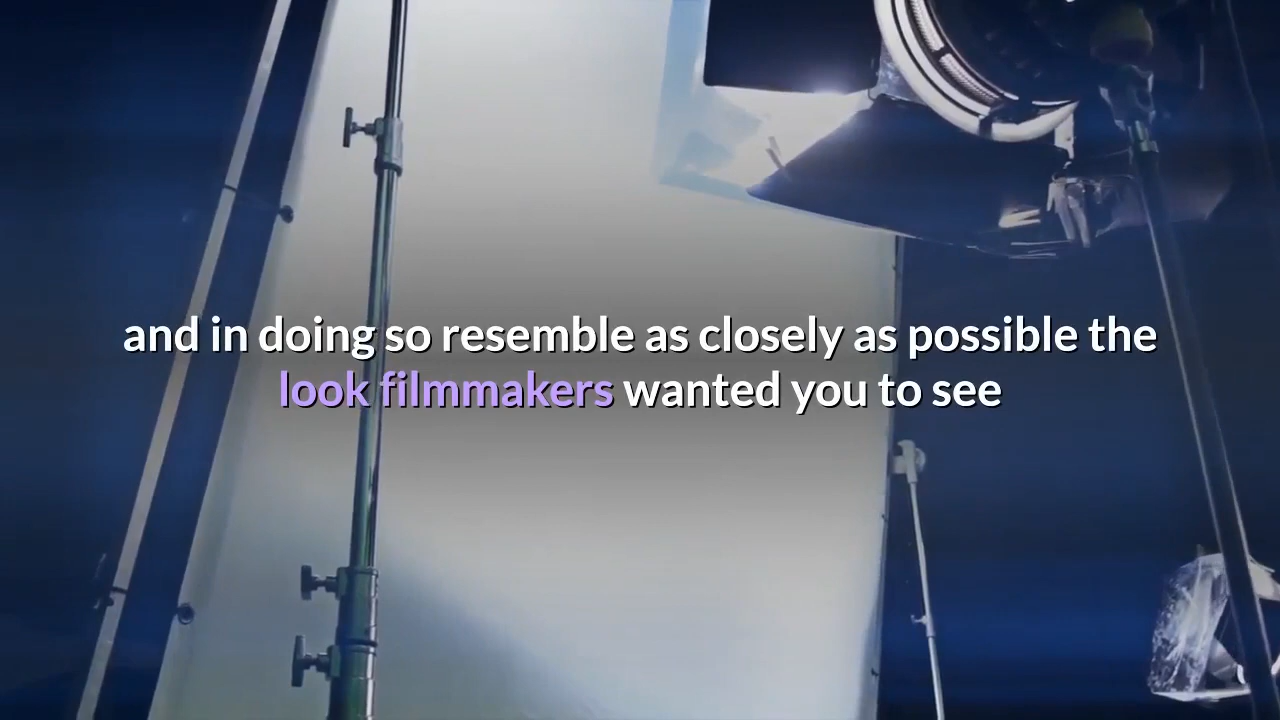 and in doing so resemble as closely as possible the
look filmmakers wanted you to see